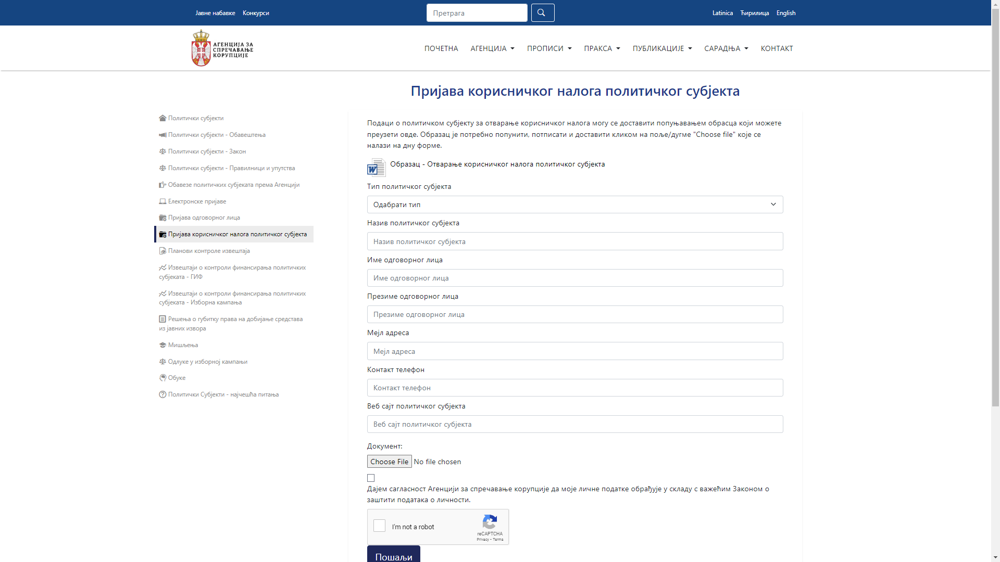 Јавне набавке Конкурси Претрага Latinica Ћирилица English
АГЕНЦИЈА ЗА
СПРЕЧАВАЊЕ
КОРУПЦИЈЕ
ПОЧЕТНА АГЕНЦИЈА ПРОПИСИ ПРАКСА ПУБЛИКАЦИЈЕ САРАДЊА КОНТАКТ
Пријава корисничког налога политичког субјекта
Политички субјекти
Политички субјекти - Обавештења
Политички субјекти - Закон
Политички субјекти - Правилници и упутства
Обавезе политичких субјеката према Агенцији
Електронске пријаве
Пријава одговорног лица
Пријава корисничког налога политичког субјекта
Планови контроле извештаја
Извештаји о контроли финансирања политичких
субјеката - ГИФ
Извештаји о контроли финансирања политичких
субјеката - Изборна кампања
Решења о губитку права на добијање средстава
из јавних извора
Мишљења
Одлуке у изборној кампањи
Обуке
Политички Субјекти - најчешћа питања
Подаци о политичком субјекту за отварање корисничког налога могу се доставити попуњавањем обрасца који можете
преузети овде. Образац је потребно попунити, потписати и доставити кликом на поље/дугме "Choose file" које се
налази на дну форме.
Образац - Отварање корисничког налога политичког субјекта
Тип политичког субјекта
Одабрати тип
Назив политичког субјекта
Назив политичког субјекта
Име одговорног лица
Име одговорног лица
Презиме одговорног лица
Презиме одговорног лица
Мејл адреса
Мејл адреса
Контакт телефон
Контакт телефон
Веб сајт политичког субјекта
Веб сајт политичког субјекта
Документ:
Choose File No file chosen
Дајем сагласност Агенцији за спречавање корупције да моје личне податке обрађује у складу с важећим Законом о
заштити података о личности.
I'm not a robot
reCAPTCHA
Privacy - Terms
Пошаљи